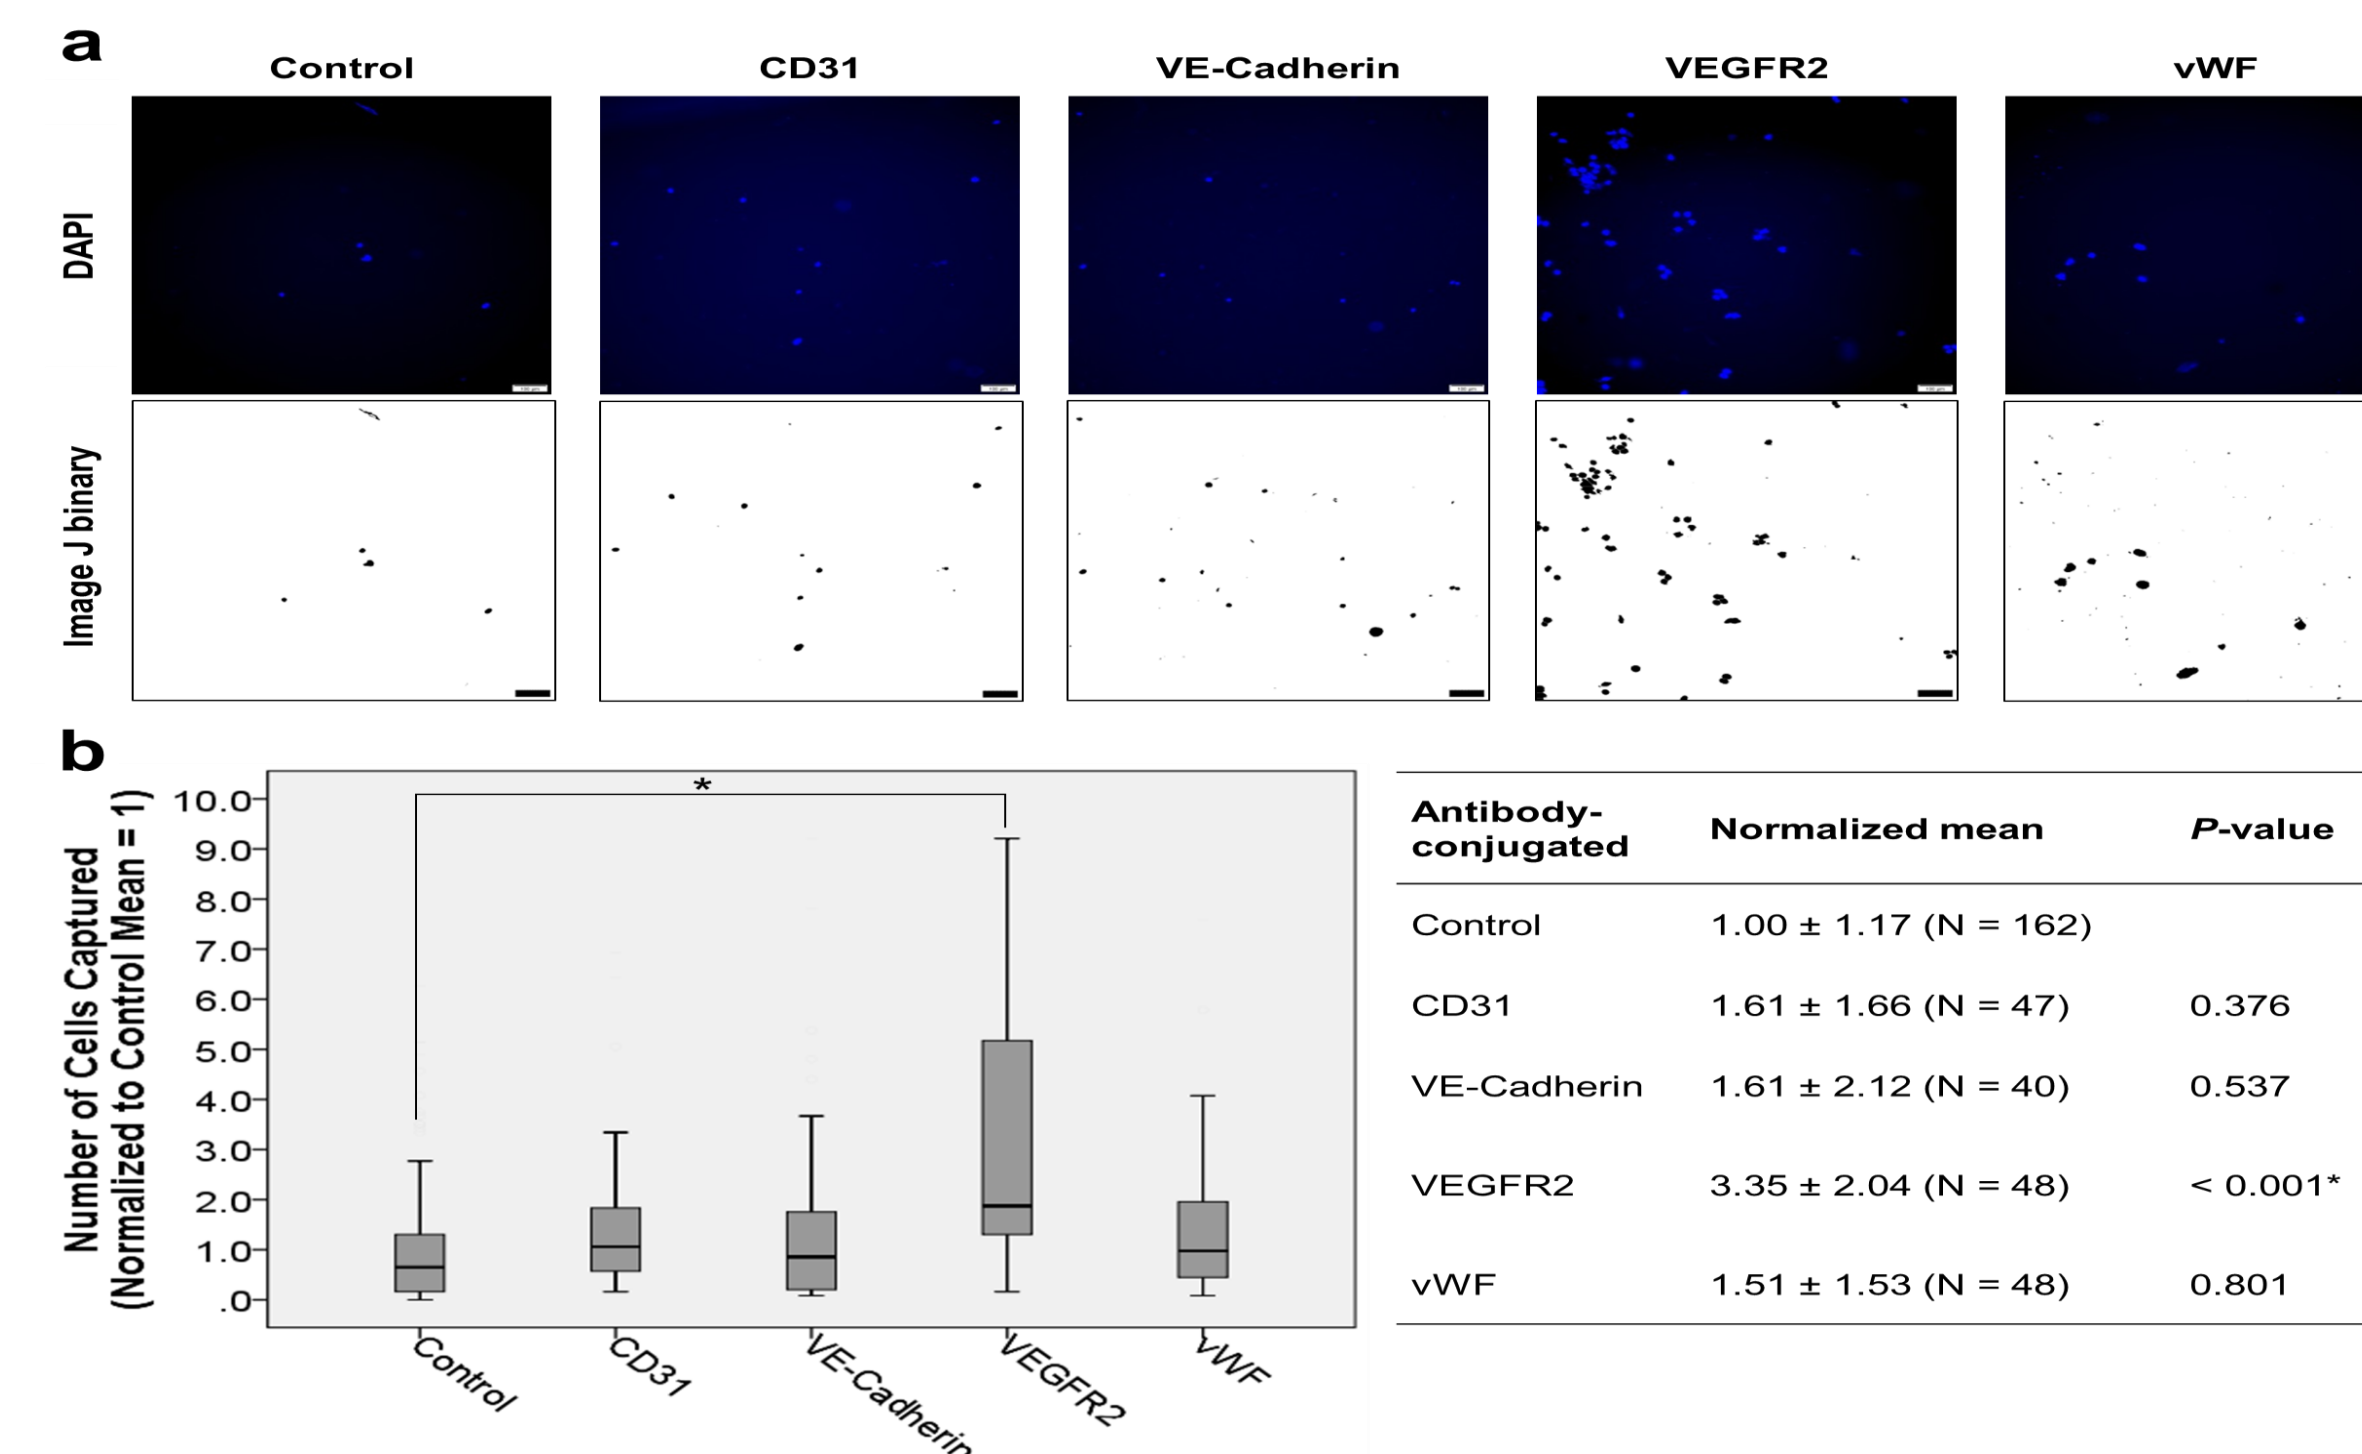 a
Control
CD31
VE-Cadherin
VEGFR2
vWF
DAPI
Image J binary
b
Number of Cells Captured
(Normalized to Control Mean = 1)
10.0
9.0
8.0
7.0
6.0
5.0
4.0
3.0
2.0
1.0
.0
*
Control
CD31
VE-Cadherin
VEGFR2
vWF
Antibody-
conjugated
Normalized mean
P-value
Control 1.00 ± 1.17 (N = 162)
CD31 1.61 ± 1.66 (N = 47) 0.376
VE-Cadherin 1.61 ± 2.12 (N = 40) 0.537
VEGFR2 3.35 ± 2.04 (N = 48) < 0.001*
vWF 1.51 ± 1.53 (N = 48) 0.801